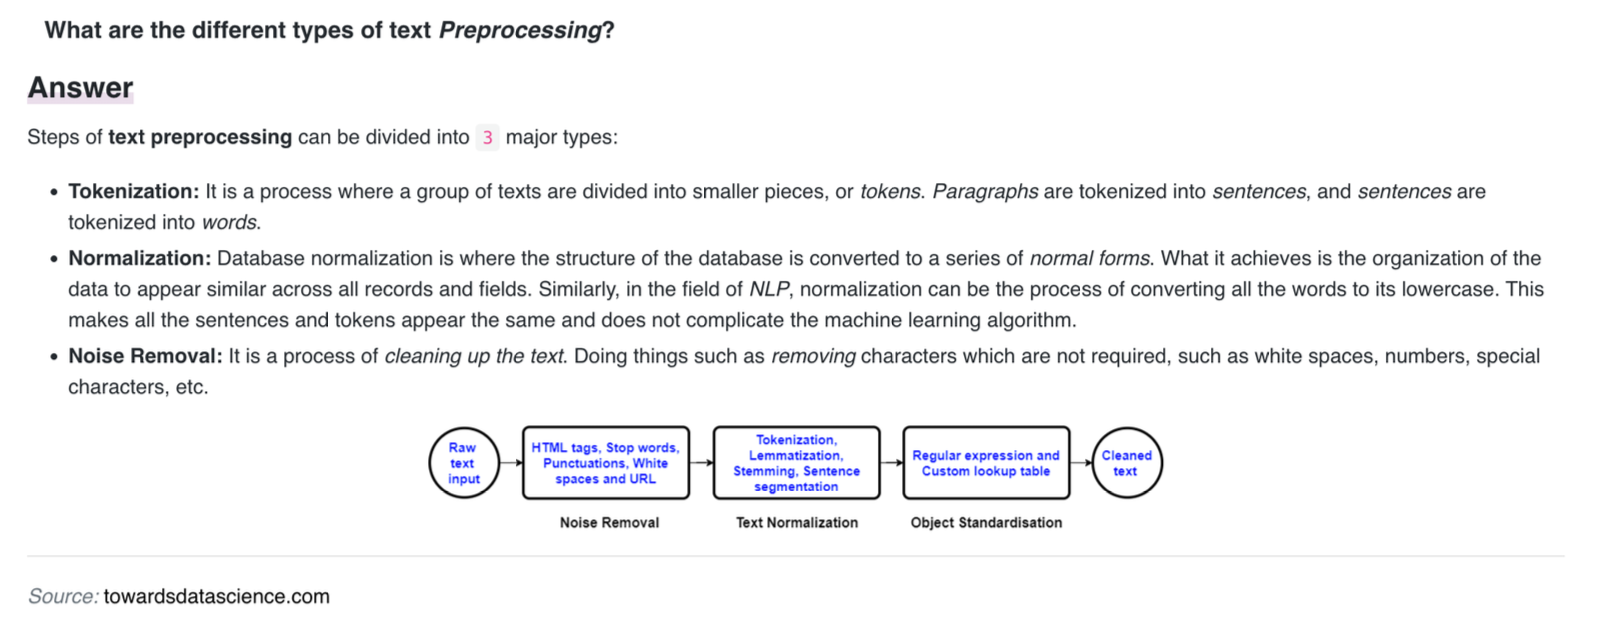 What are the different types of text Preprocessing?
Answer
Steps of text preprocessing can be divided into 3 major types:
• Tokenization: It is a process where a group of texts are divided into smaller pieces, or tokens. Paragraphs are tokenized into sentences, and sentences are
tokenized into words.
• Normalization: Database normalization is where the structure of the database is converted to a series of normal forms. What it achieves is the organization of the
data to appear similar across all records and fields. Similarly, in the field of NLP, normalization can be the process of converting all the words to its lowercase. This
makes all the sentences and tokens appear the same and does not complicate the machine learning algorithm.
• Noise Removal: It is a process of cleaning up the text. Doing things such as removing characters which are not required, such as white spaces, numbers, special
characters, etc.
Raw
text
input
HTML tags, Stop words,
Punctuations, White
spaces and URL
Tokenization,
Lemmatization,
Stemming, Sentence
segmentation
Regular expression and
Custom lookup table
Cleaned
text
Noise Removal
Text Normalization
Object Standardisation
Source: towardsdatascience.com